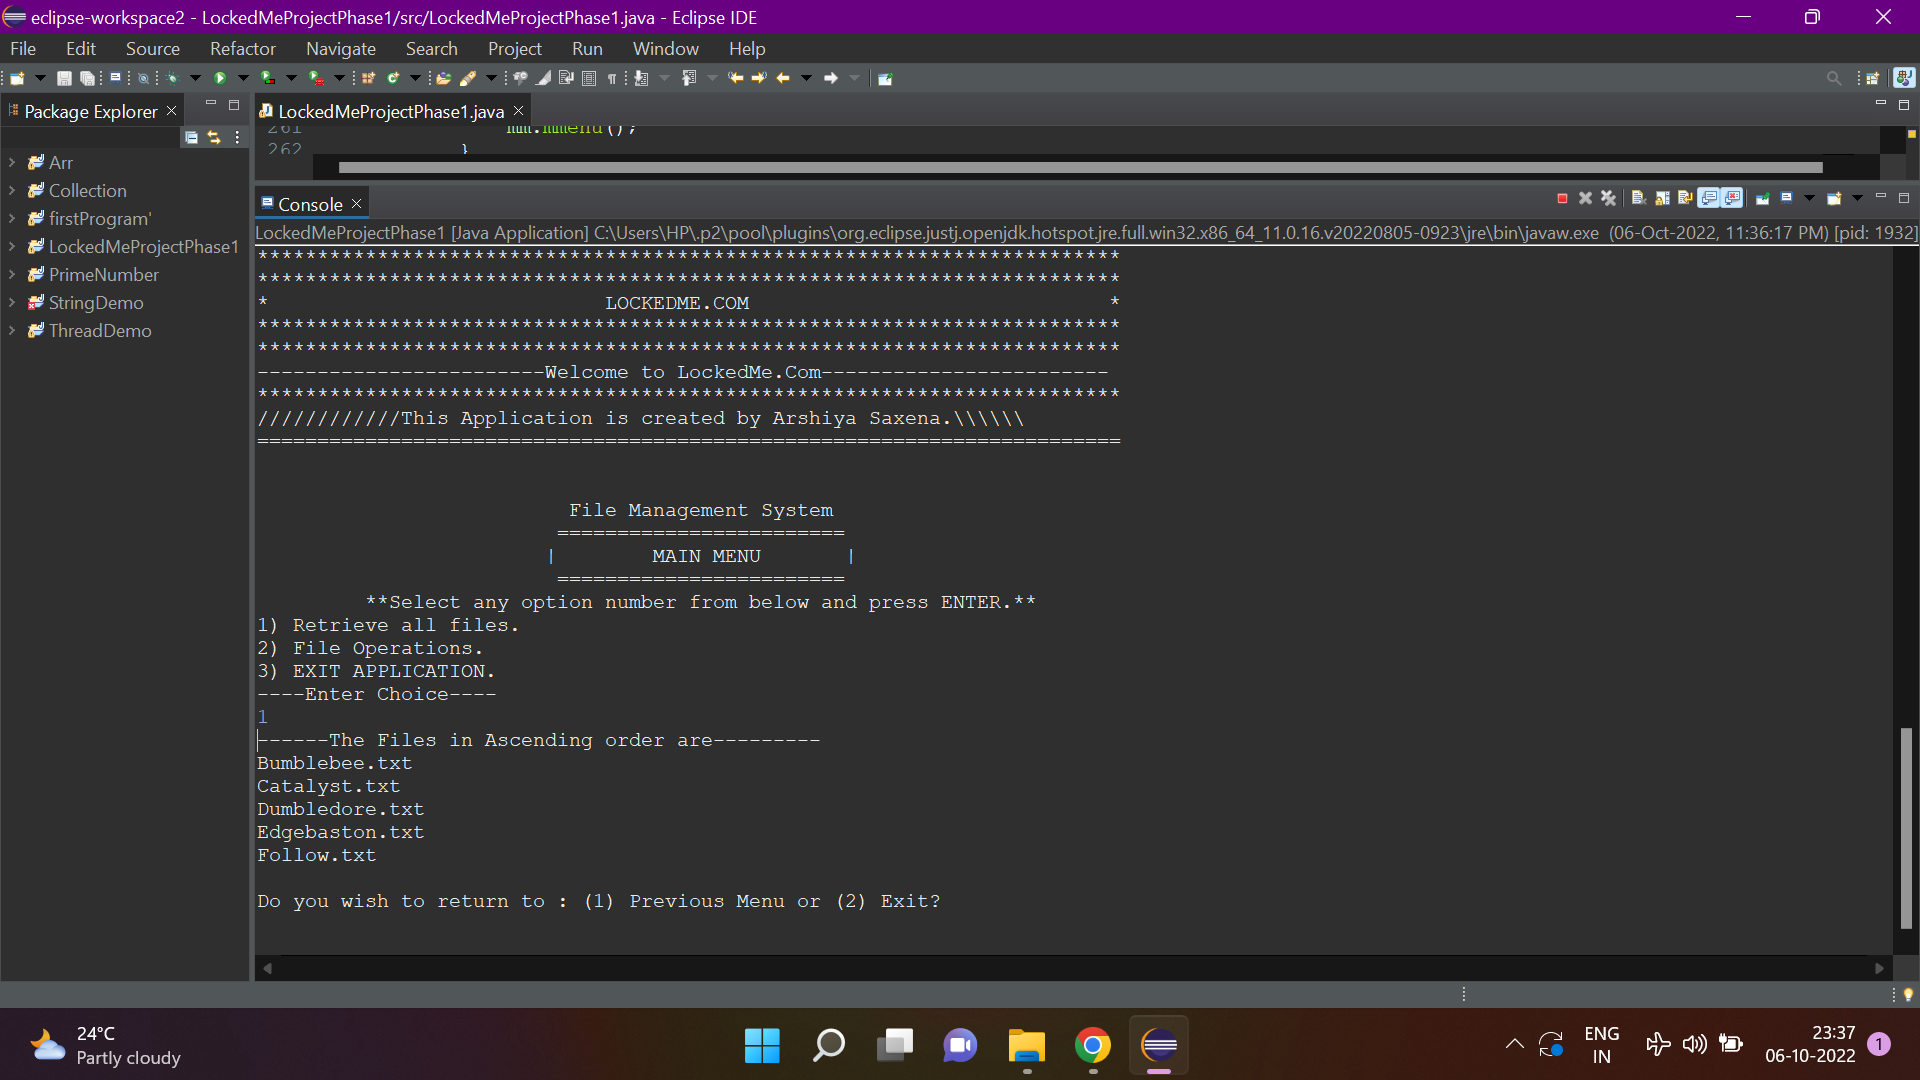 eclipse-workspace2 - LockedMeProjectPhase1/src/LockedMeProjectPhase1.java - Eclipse IDE
File Edit Source Refactor Navigate Search Project Run Window Help
Package Explorer
LockedMeProjectPhase1.java
Arr
Collection
firstProgram'
LockedMeProjectPhase1
PrimeNumber
StringDemo
ThreadDemo
261 mm.mmenu();
262 }
Console
LockedMeProjectPhase1 [Java Application] C:\Users\HP\.p2\pool\plugins\org.eclipse.justj.openjdk.hotspot.jre.full.win32.x86_64_11.0.16.v20220805-0923\jre\bin\javaw.exe (06-Oct-2022, 11:36:17 PM) [pid: 1932]
************************************************************************
************************************************************************
* LOCKEDME.COM *
************************************************************************
************************************************************************
------------------------Welcome to LockedMe.Com------------------------
************************************************************************
////////////This Application is created by Arshiya Saxena.\\\\\\
========================================================================
File Management System
========================
| MAIN MENU |
========================
**Select any option number from below and press ENTER.**
1) Retrieve all files.
2) File Operations.
3) EXIT APPLICATION.
----Enter Choice----
1
------The Files in Ascending order are---------
Bumblebee.txt
Catalyst.txt
Dumbledore.txt
Edgebaston.txt
Follow.txt
Do you wish to return to : (1) Previous Menu or (2) Exit?
24°C
Partly cloudy
ENG
IN
23:37
06-10-2022
1